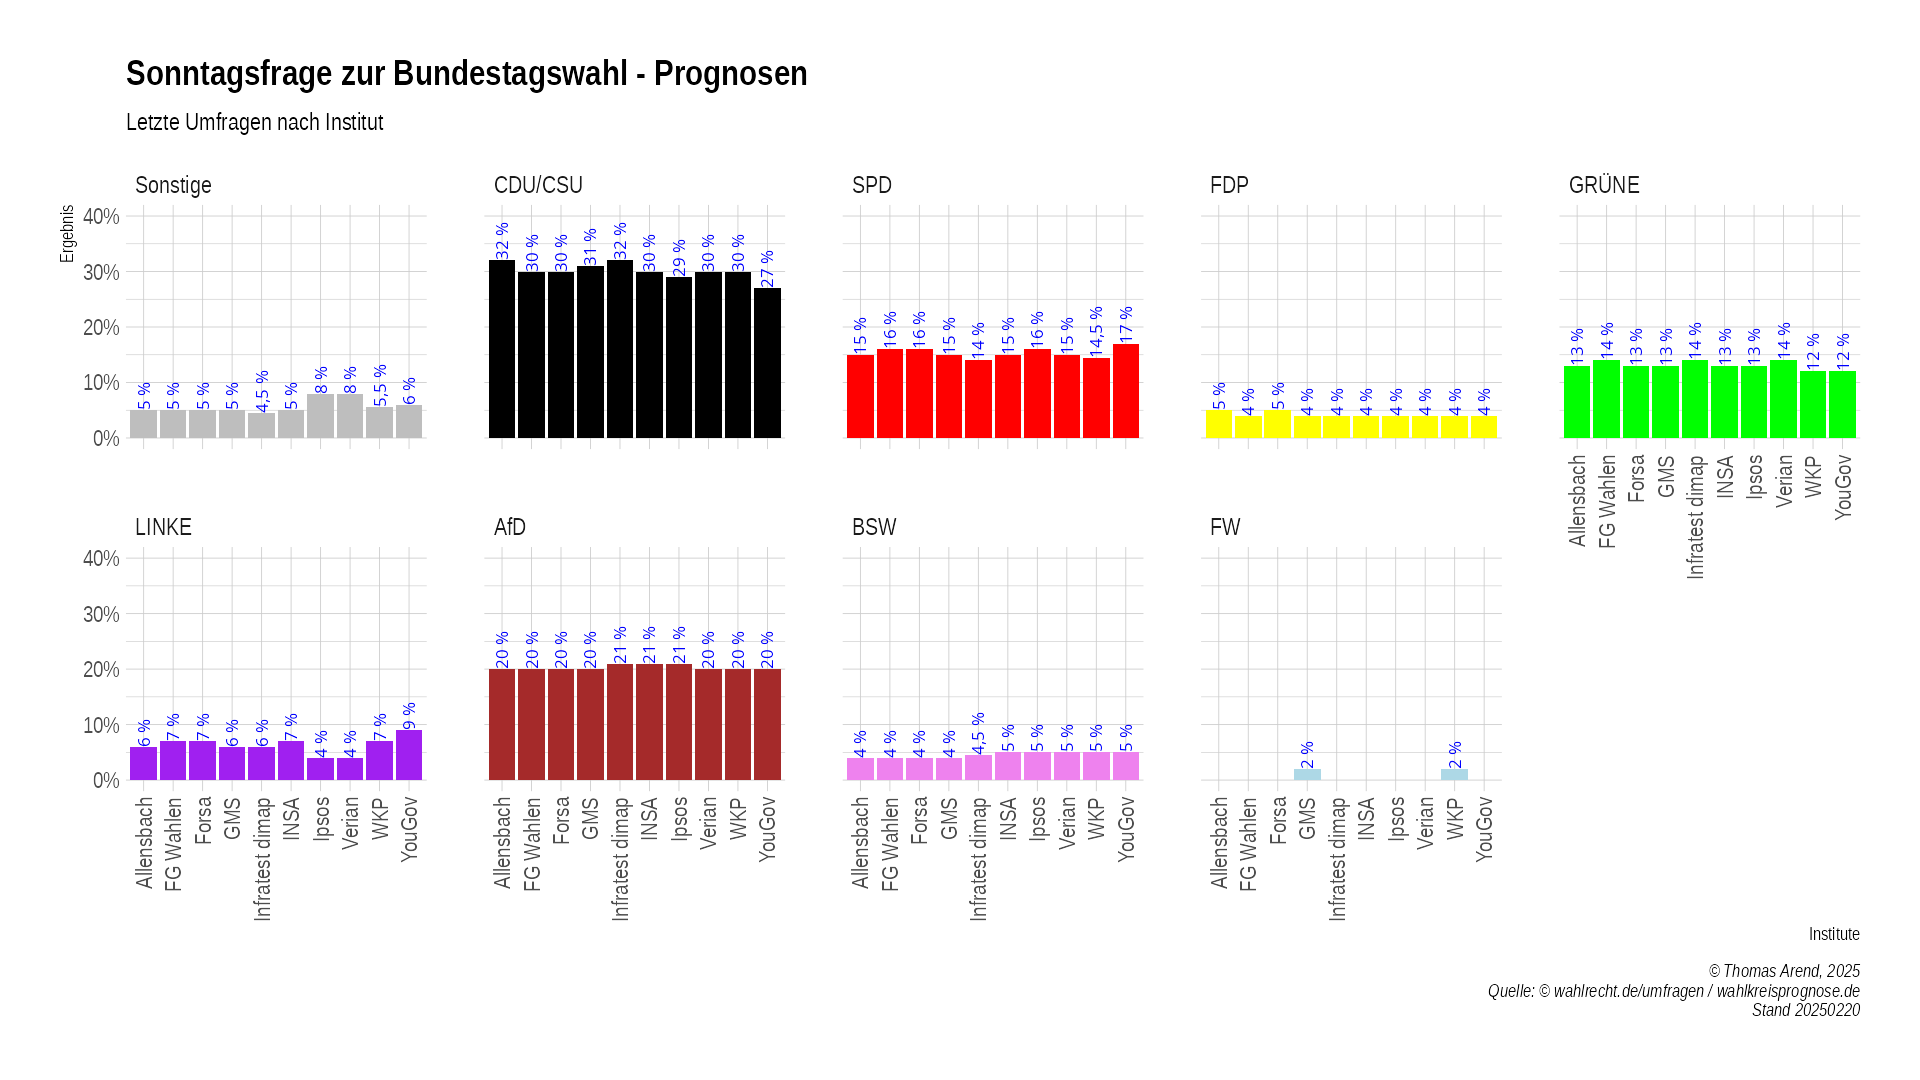 Sonntagsfrage zur Bundestagswahl - Prognosen
Letzte Umfragen nach Institut
Ergebnis
Sonstige
40%
30%
20%
10%
0%
5 %
5 %
5 %
5 %
4,5 %
5 %
8 %
8 %
5,5 %
6 %
CDU/CSU
32 %
30 %
30 %
31 %
32 %
30 %
29 %
30 %
30 %
27 %
SPD
15 %
16 %
16 %
15 %
14 %
15 %
16 %
15 %
14,5 %
17 %
FDP
5 %
4 %
5 %
4 %
4 %
4 %
4 %
4 %
4 %
4 %
GRÜNE
13 %
14 %
13 %
13 %
14 %
13 %
13 %
14 %
12 %
12 %
Allensbach
FG Wahlen
Forsa
GMS
Infratest dimap
INSA
Ipsos
Verian
WKP
YouGov
LINKE
40%
30%
20%
10%
0%
6 %
7 %
7 %
6 %
6 %
7 %
4 %
4 %
7 %
9 %
Allensbach
FG Wahlen
Forsa
GMS
Infratest dimap
INSA
Ipsos
Verian
WKP
YouGov
AfD
20 %
20 %
20 %
20 %
21 %
21 %
21 %
20 %
20 %
20 %
Allensbach
FG Wahlen
Forsa
GMS
Infratest dimap
INSA
Ipsos
Verian
WKP
YouGov
BSW
4 %
4 %
4 %
4 %
4,5 %
5 %
5 %
5 %
5 %
5 %
Allensbach
FG Wahlen
Forsa
GMS
Infratest dimap
INSA
Ipsos
Verian
WKP
YouGov
FW
2 %
2 %
Allensbach
FG Wahlen
Forsa
GMS
Infratest dimap
INSA
Ipsos
Verian
WKP
YouGov
Institute
© Thomas Arend, 2025
Quelle: © wahlrecht.de/umfragen / wahlkreisprognose.de
Stand 20250220